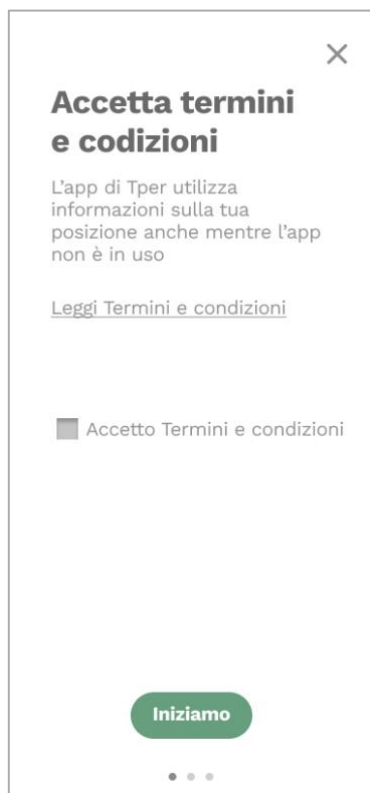 Accetta termini
e codizioni
L'app di Tper utilizza
informazioni sulla tua
posizione anche mentre l'app
non è in uso
Leggi Termini e condizioni
Accetto Termini e condizioni
Iniziamo